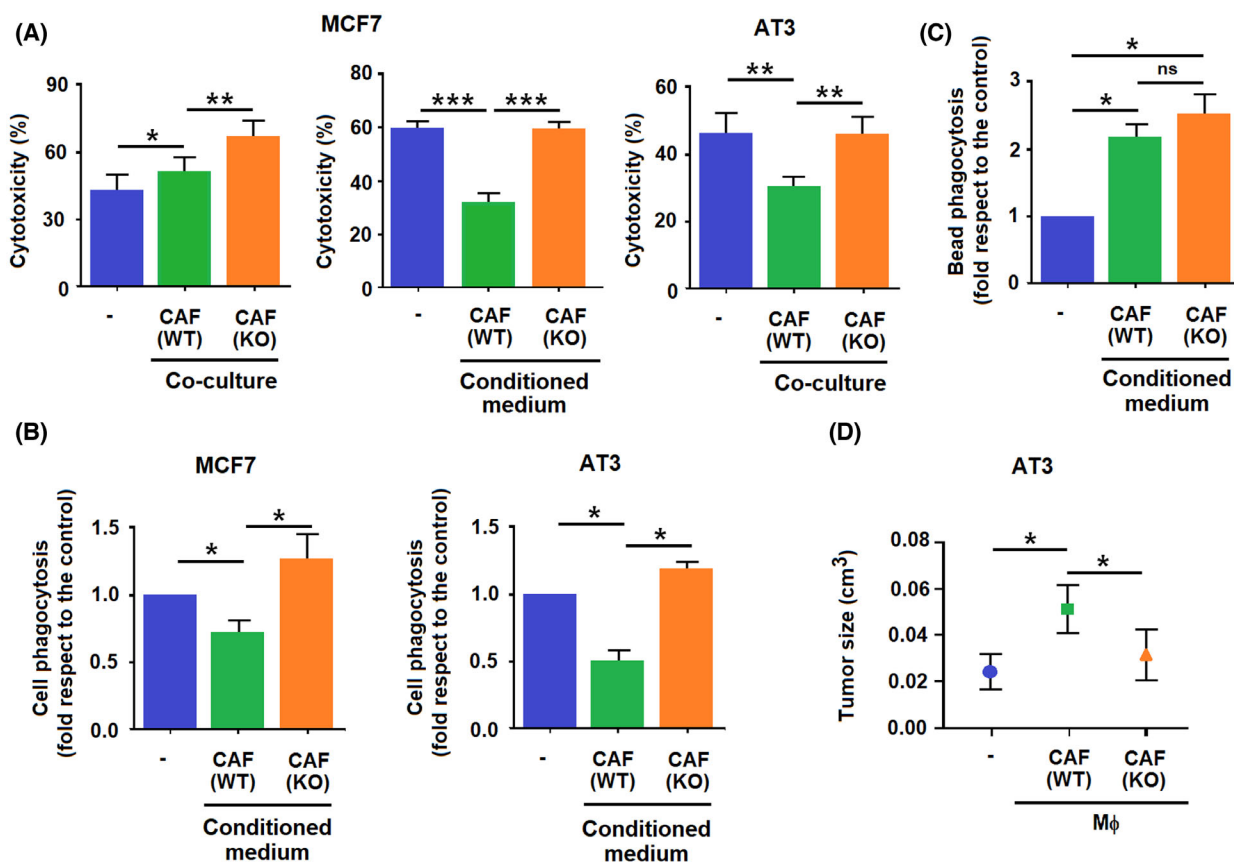 (A)
MCF7
AT3
Cytotoxicity (%)
90
60
30
0
*
**
-
CAF
(WT)
CAF
(KO)
Co-culture
Cytotoxicity (%)
80
60
40
20
0
***
***
-
CAF
(WT)
CAF
(KO)
Conditioned
medium
Cytotoxicity (%)
60
40
20
0
**
**
-
CAF
(WT)
CAF
(KO)
Co-culture
(C)
Bead phagocytosis
(fold respect to the control)
3
2
1
0
*
*
ns
-
CAF
(WT)
CAF
(KO)
Conditioned
medium
(B)
MCF7
Cell phagocytosis
(fold respect to the control)
1.5
1.0
0.5
0.0
*
*
-
CAF
(WT)
CAF
(KO)
Conditioned
medium
AT3
Cell phagocytosis
(fold respect to the control)
1.5
1.0
0.5
0.0
*
*
-
CAF
(WT)
CAF
(KO)
Conditioned
medium
(D)
AT3
Tumor size (cm³)
0.08
0.06
0.04
0.02
0.00
*
*
-
CAF
(WT)
CAF
(KO)
Mϕ